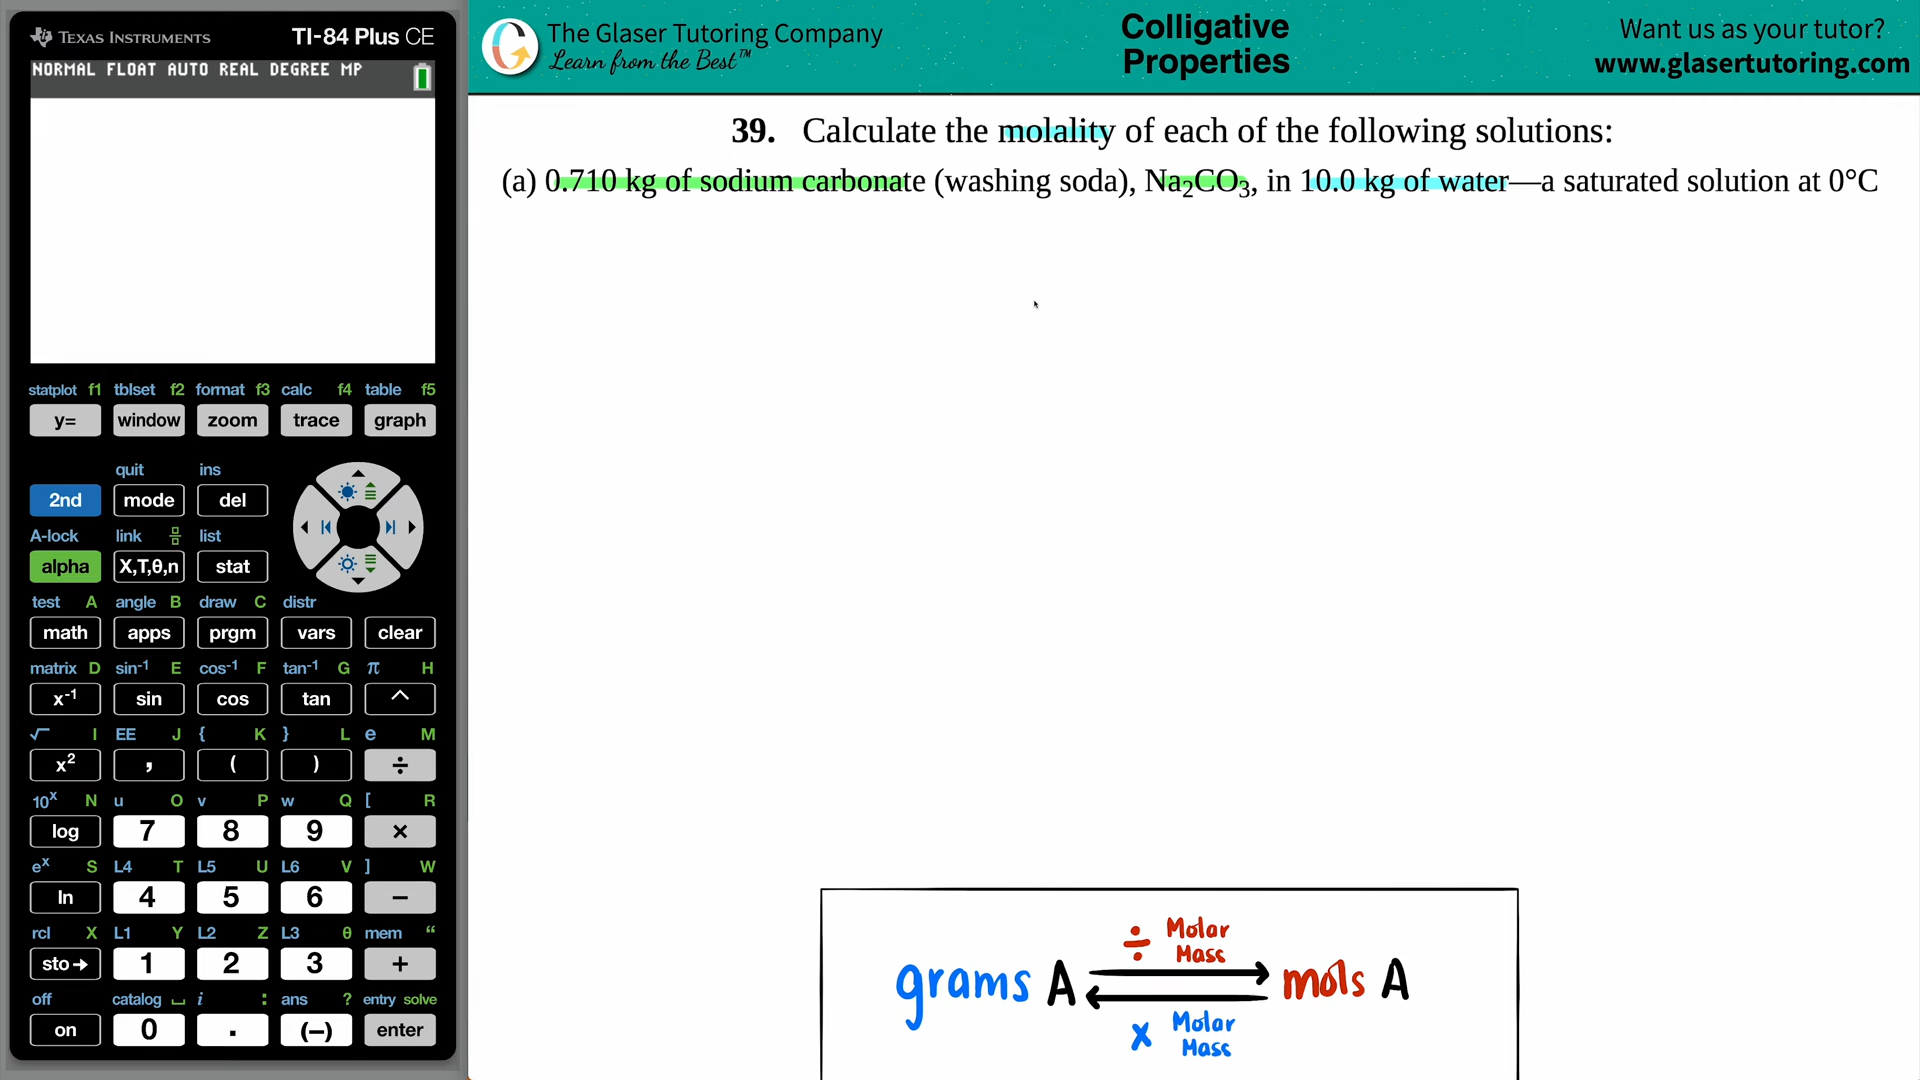 TEXAS INSTRUMENTS TI-84 Plus CE
NORMAL FLOAT AUTO REAL DEGREE MP
statplot f1 tblset f2 format f3 calc f4 table f5
y= window zoom trace graph
quit ins
2nd mode del
A-lock link list
alpha X,T,θ,n stat
test A angle B draw C distr
math apps prgm vars clear
matrix D sin⁻¹ E cos⁻¹ F tan⁻¹ G π H
x⁻¹ sin cos tan ^
√ I EE J { K } L e M
x² , ( ) ÷
10ˣ N u O v P w Q [ R
log 7 8 9 ×
eˣ S L4 T L5 U L6 V ] W
ln 4 5 6 −
rcl X L1 Y L2 Z L3 θ mem “
sto→ 1 2 3 +
off catalog ⎵ i : ans ? entry solve
on 0 . (−) enter
The Glaser Tutoring Company
Learn from the Best™
Colligative
Properties
Want us as your tutor?
www.glasertutoring.com
39. Calculate the molality of each of the following solutions:
(a) 0.710 kg of sodium carbonate (washing soda), Na₂CO₃, in 10.0 kg of water—a saturated solution at 0°C
÷ Molar
Mass
grams A mols A
x Molar
Mass